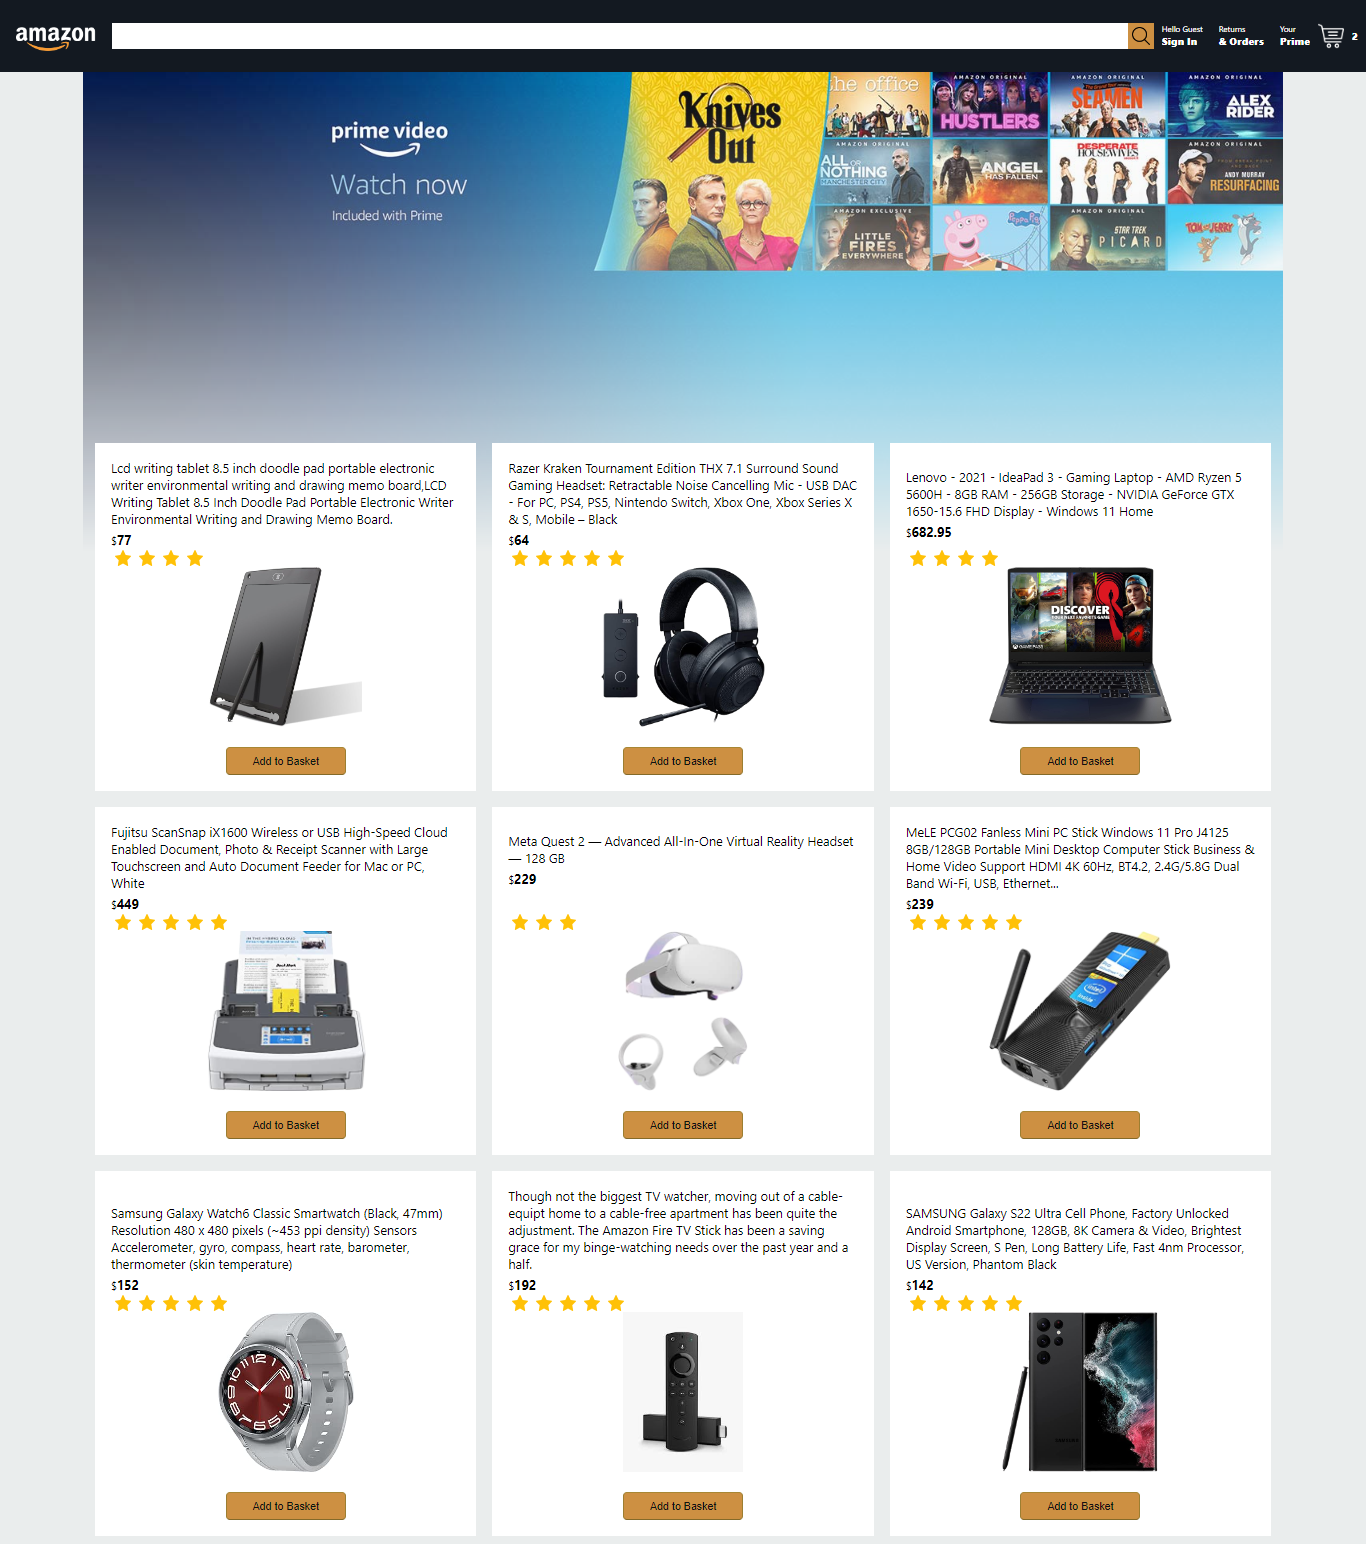 amazon
Hello Guest
Sign In
Returns
& Orders
Your
Prime
2
prime video
Watch now
Included with Prime
Knives
Out
the office
AMAZON ORIGINAL
HUSTLERS
AMAZON ORIGINAL
SEAMEN
AMAZON ORIGINAL
ALEX
RIDER
AMAZON ORIGINAL
ALL OR
NOTHING
MANCHESTER CITY
ANGEL
HAS FALLEN
DESPERATE
HOUSEWIVES
AMAZON ORIGINAL
ANDY MURRAY
RESURFACING
AMAZON EXCLUSIVE
LITTLE
FIRES
EVERYWHERE
Peppa Pig
STAR TREK
PICARD
TOM and JERRY
Lcd writing tablet 8.5 inch doodle pad portable electronic
writer environmental writing and drawing memo board,LCD
Writing Tablet 8.5 Inch Doodle Pad Portable Electronic Writer
Environmental Writing and Drawing Memo Board.
$77
Add to Basket
Razer Kraken Tournament Edition THX 7.1 Surround Sound
Gaming Headset: Retractable Noise Cancelling Mic - USB DAC
- For PC, PS4, PS5, Nintendo Switch, Xbox One, Xbox Series X
& S, Mobile – Black
$64
Add to Basket
Lenovo - 2021 - IdeaPad 3 - Gaming Laptop - AMD Ryzen 5
5600H - 8GB RAM - 256GB Storage - NVIDIA GeForce GTX
1650-15.6 FHD Display - Windows 11 Home
$682.95
DISCOVER
YOUR NEXT FAVORITE GAME
GAME PASS
Add to Basket
Fujitsu ScanSnap iX1600 Wireless or USB High-Speed Cloud
Enabled Document, Photo & Receipt Scanner with Large
Touchscreen and Auto Document Feeder for Mac or PC,
White
$449
Add to Basket
Meta Quest 2 — Advanced All-In-One Virtual Reality Headset
— 128 GB
$229
Add to Basket
MeLE PCG02 Fanless Mini PC Stick Windows 11 Pro J4125
8GB/128GB Portable Mini Desktop Computer Stick Business &
Home Video Support HDMI 4K 60Hz, BT4.2, 2.4G/5.8G Dual
Band Wi-Fi, USB, Ethernet...
$239
intel
inside
Add to Basket
Samsung Galaxy Watch6 Classic Smartwatch (Black, 47mm)
Resolution 480 x 480 pixels (~453 ppi density) Sensors
Accelerometer, gyro, compass, heart rate, barometer,
thermometer (skin temperature)
$152
Add to Basket
Though not the biggest TV watcher, moving out of a cable-
equipt home to a cable-free apartment has been quite the
adjustment. The Amazon Fire TV Stick has been a saving
grace for my binge-watching needs over the past year and a
half.
$192
Add to Basket
SAMSUNG Galaxy S22 Ultra Cell Phone, Factory Unlocked
Android Smartphone, 128GB, 8K Camera & Video, Brightest
Display Screen, S Pen, Long Battery Life, Fast 4nm Processor,
US Version, Phantom Black
$142
Add to Basket